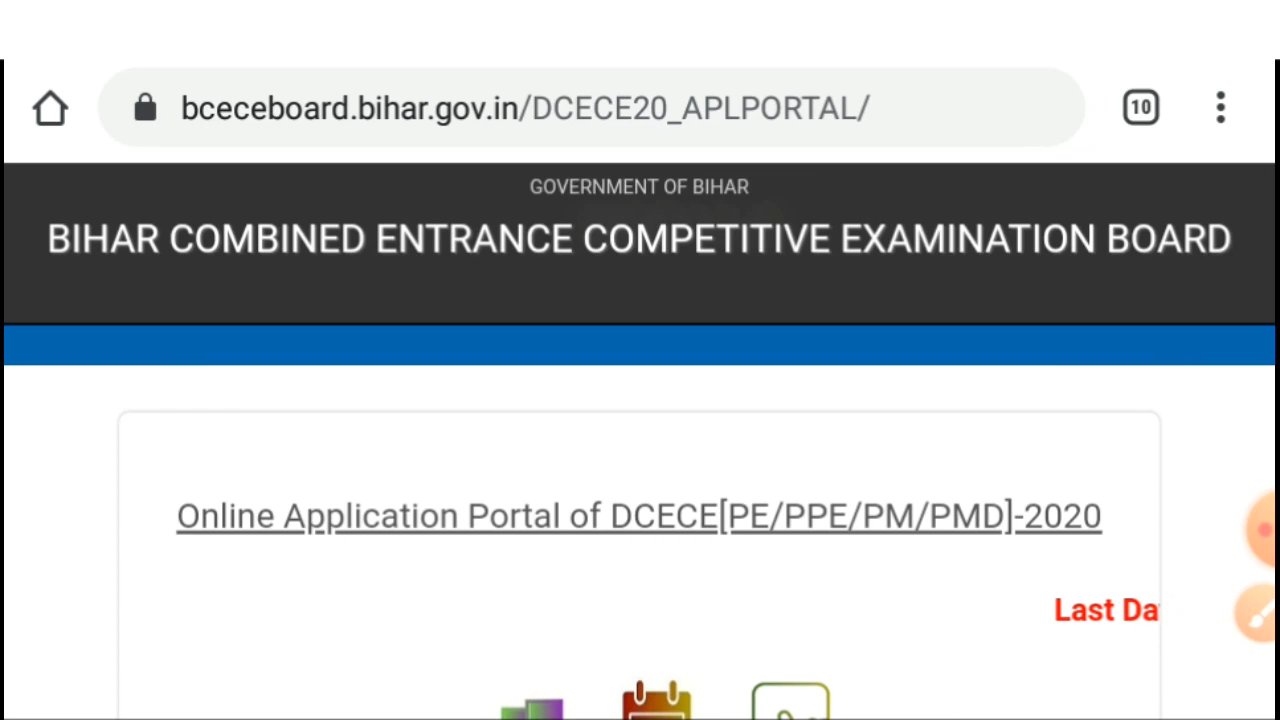 bceceboard.bihar.gov.in/DCECE20_APLPORTAL/
10
GOVERNMENT OF BIHAR
BIHAR COMBINED ENTRANCE COMPETITIVE EXAMINATION BOARD
Online Application Portal of DCECE[PE/PPE/PM/PMD]-2020
Last Da